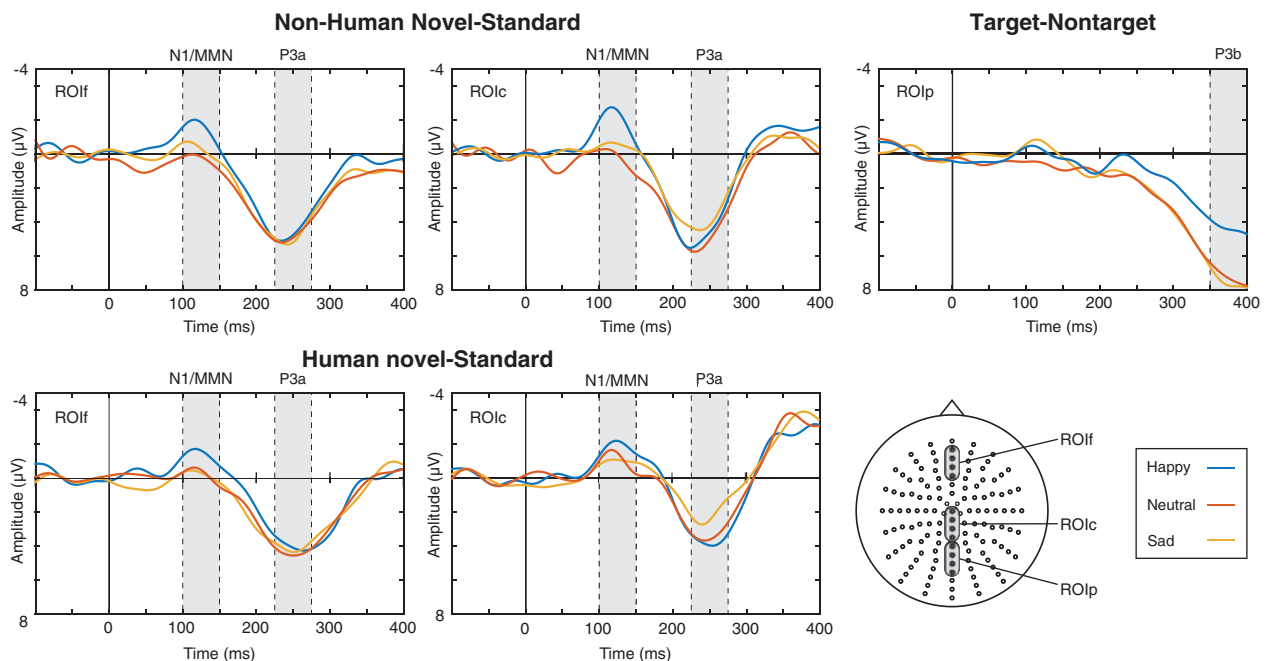 Non-Human Novel-Standard
Target-Nontarget
N1/MMN P3a
-4
ROIf
Amplitude (µV)
8
0 100 200 300 400
Time (ms)
N1/MMN P3a
-4
ROIc
Amplitude (µV)
8
0 100 200 300 400
Time (ms)
P3b
-4
ROIp
Amplitude (µV)
8
0 100 200 300 400
Time (ms)
Human novel-Standard
N1/MMN P3a
-4
ROIf
Amplitude (µV)
8
0 100 200 300 400
Time (ms)
N1/MMN P3a
-4
ROIc
Amplitude (µV)
8
0 100 200 300 400
Time (ms)
ROIf
ROIc
ROIp
Happy
Neutral
Sad